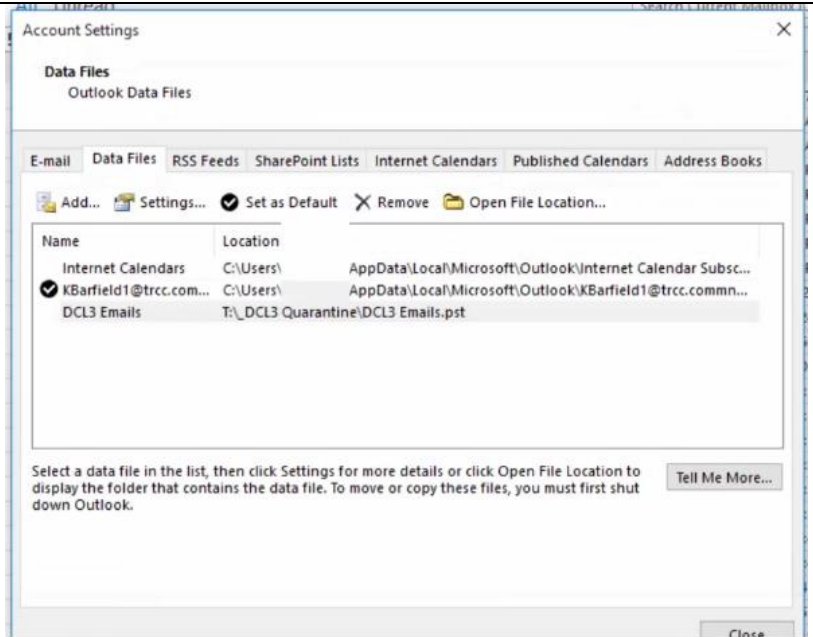 All Unread Search Current Mailbox
Account Settings
Data Files
Outlook Data Files
E-mail Data Files RSS Feeds SharePoint Lists Internet Calendars Published Calendars Address Books
Add... Settings... Set as Default Remove Open File Location...
Name Location
Internet Calendars C:\Users\ AppData\Local\Microsoft\Outlook\Internet Calendar Subsc...
KBarfield1@trcc.com... C:\Users\ AppData\Local\Microsoft\Outlook\KBarfield1@trcc.commn...
DCL3 Emails T:\_DCL3 Quarantine\DCL3 Emails.pst
Select a data file in the list, then click Settings for more details or click Open File Location to
display the folder that contains the data file. To move or copy these files, you must first shut
down Outlook.
Tell Me More...
Close